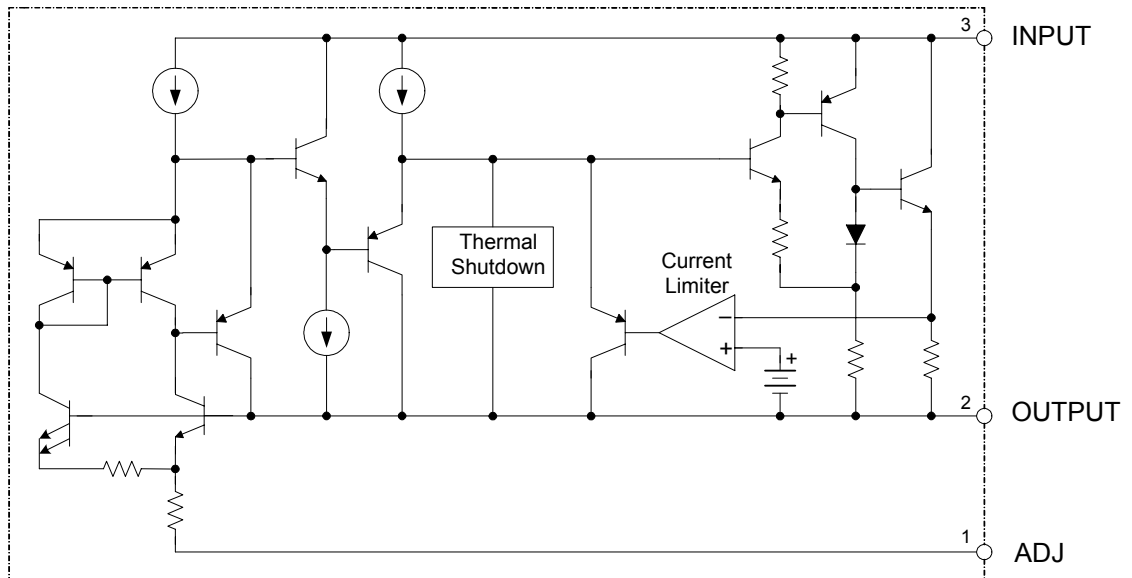 3
INPUT
Thermal
Shutdown
Current
Limiter
−
+
+
2
OUTPUT
1
ADJ